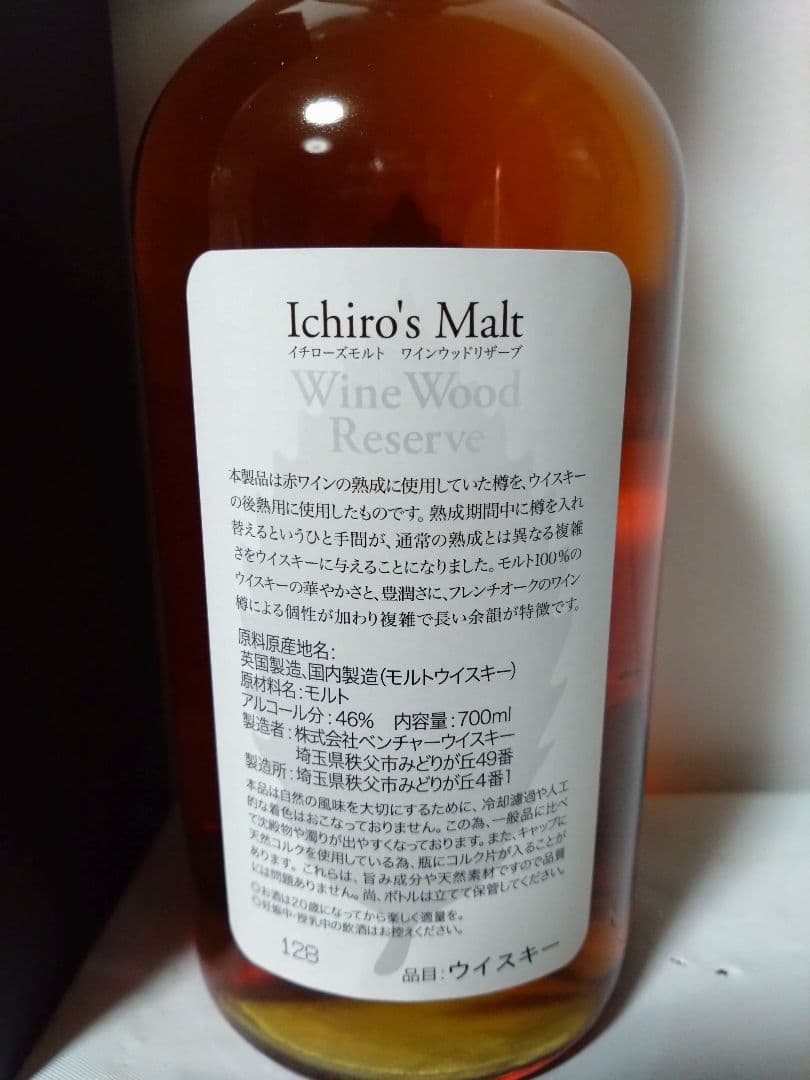 Ichiro's Malt
イチローズモルト ワインウッドリザーブ
Wine Wood
Reserve
本製品は赤ワインの熟成に使用していた樽を、ウイスキー
の後熟用に使用したものです。熟成期間中に樽を入れ
替えるというひと手間が、通常の熟成とは異なる複雑
さをウイスキーに与えることになりました。モルト100%の
ウイスキーの華やかさと、豊潤さに、フレンチオークのワイン
樽による個性が加わり複雑で長い余韻が特徴です。
原料原産地名:
英国製造、国内製造(モルトウイスキー)
原材料名:モルト
アルコール分:46% 内容量:700ml
製造者:株式会社ベンチャーウイスキー
埼玉県秩父市みどりが丘49番
製造所:埼玉県秩父市みどりが丘4番1
本品は自然の風味を大切にするために、冷却濾過や人工
的な着色はおこなっておりません。この為、一般品に比べ
て沈殿物や濁りが出やすくなっております。また、キャップに
天然コルクを使用している為、瓶にコルク片が入ることが
あります。これらは、旨み成分や天然素材ですので品質
には問題ありません。尚、ボトルは立てて保管してください。
◎お酒は20歳になってから楽しく適量を。
◎妊娠中・授乳中の飲酒はお控えください。
128
品目:ウイスキー